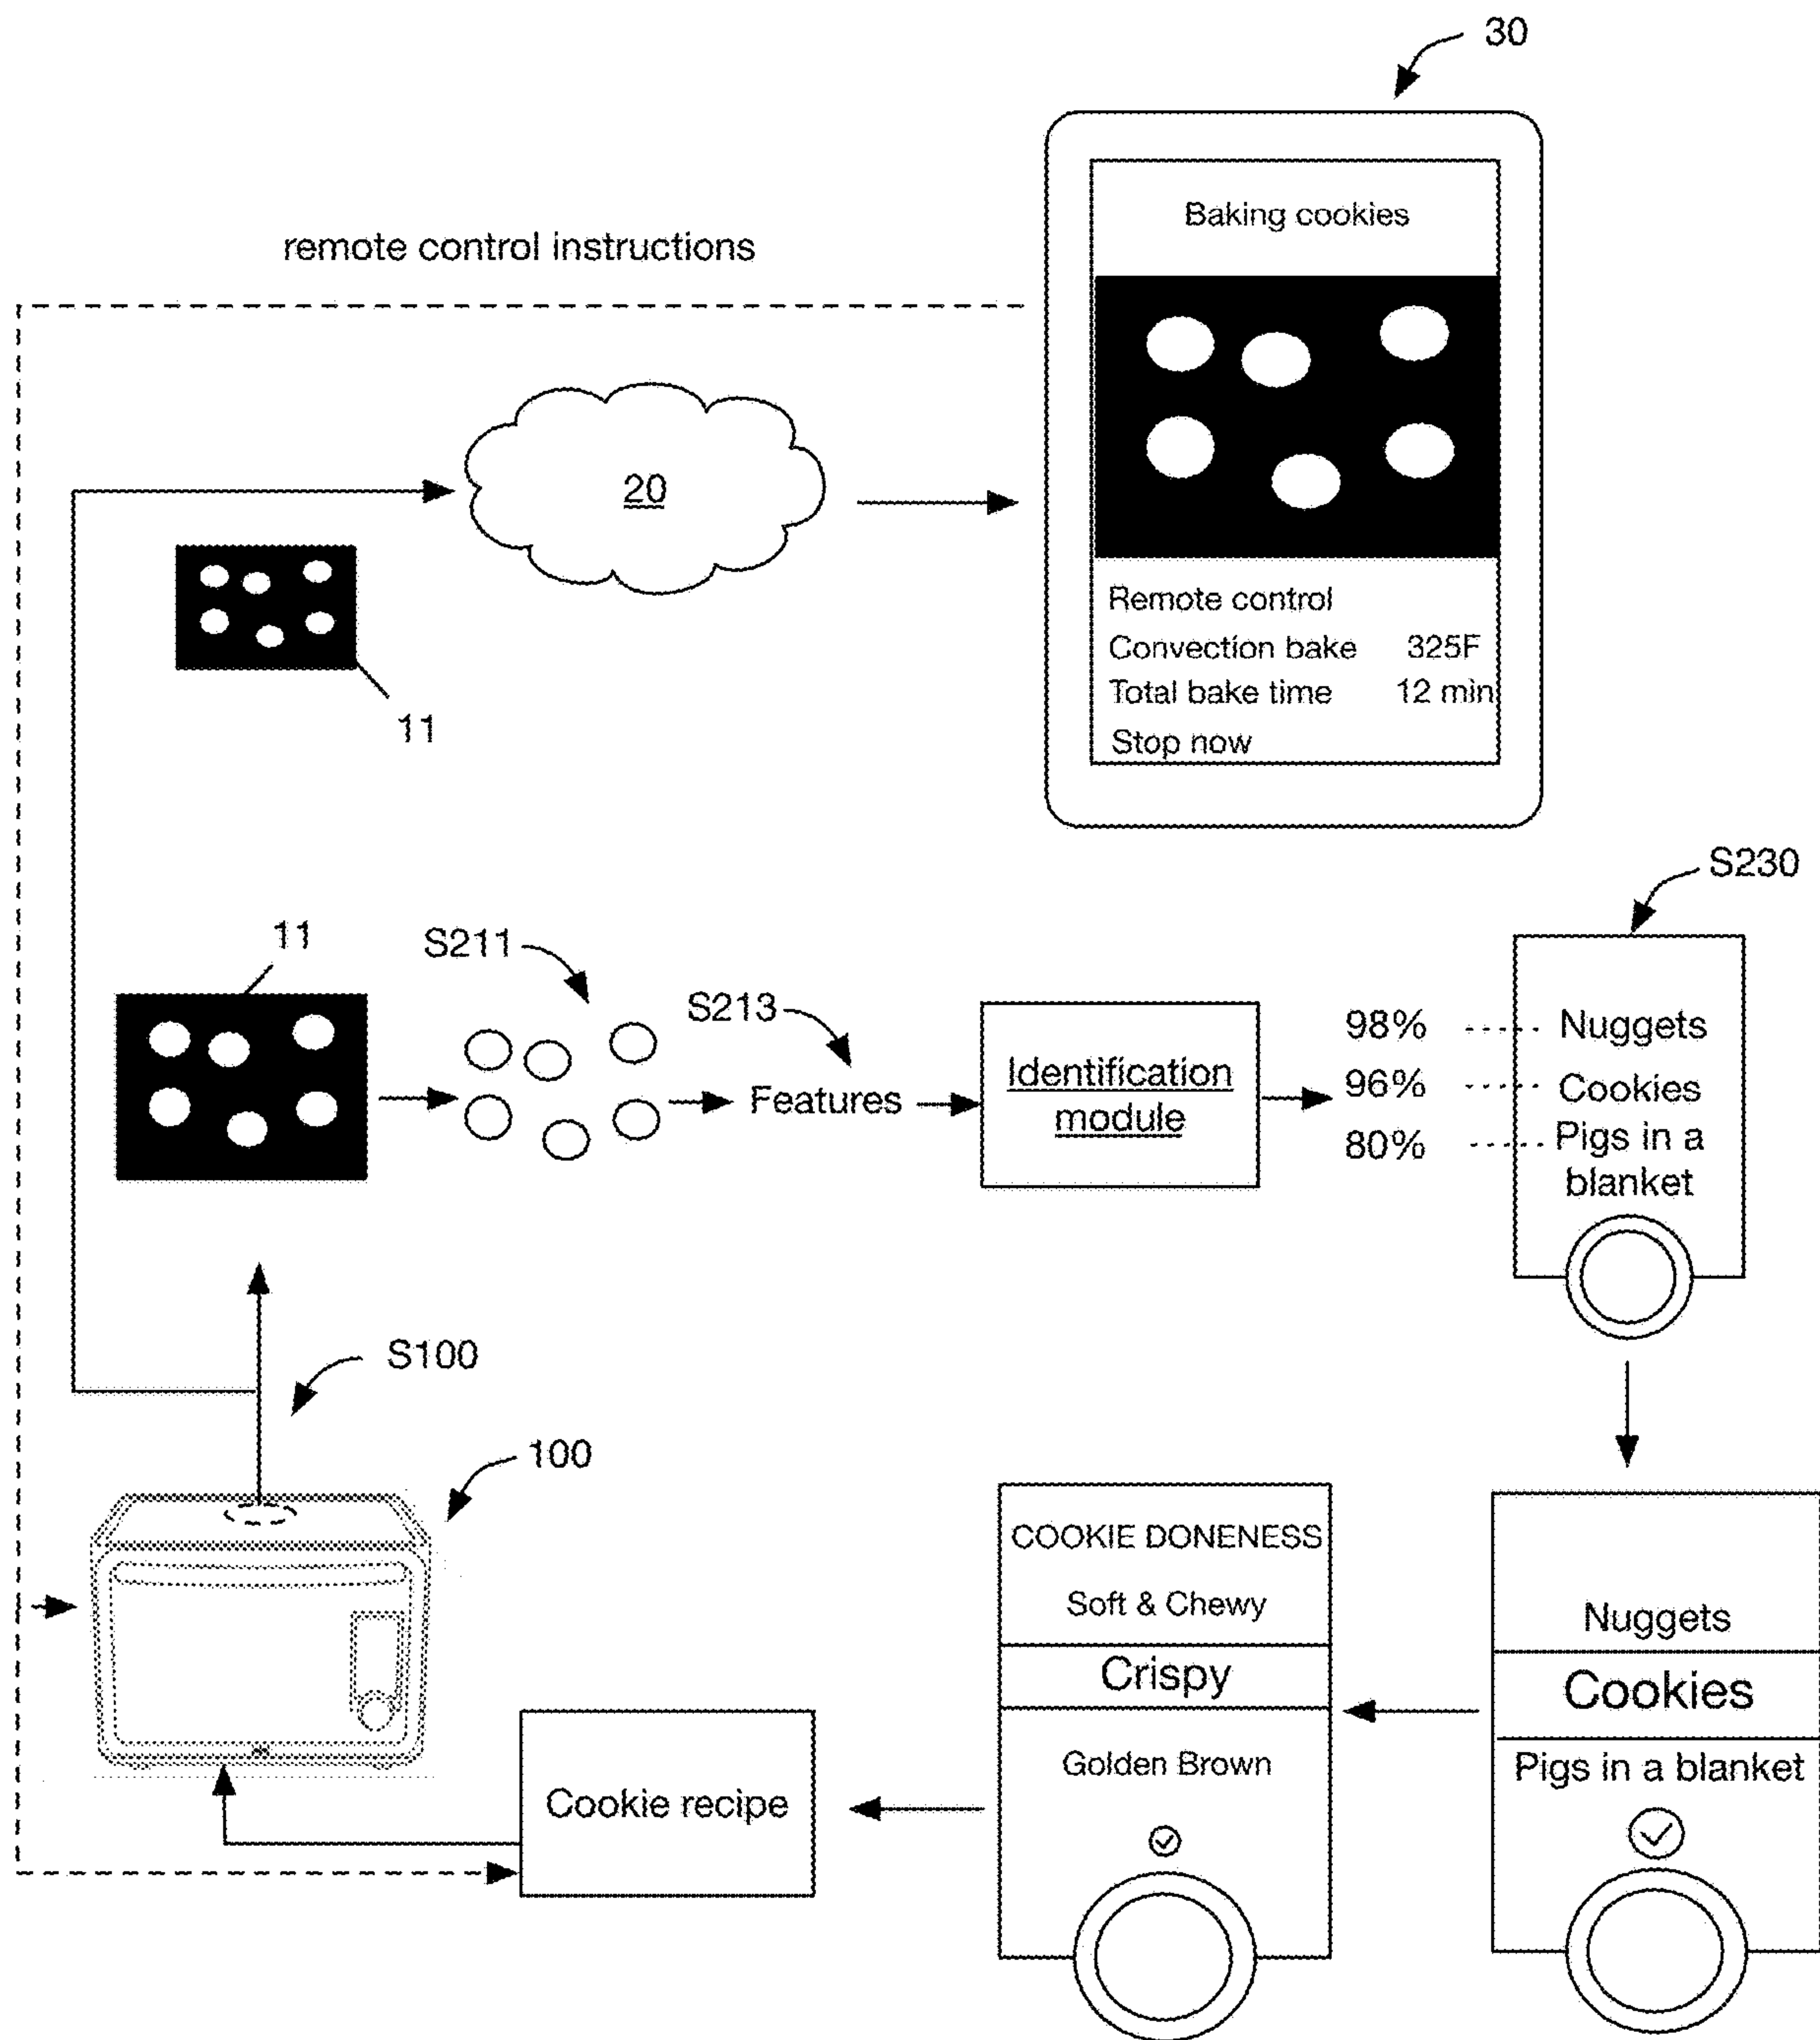 30
Baking cookies
remote control instructions
20
Remote control
Convection bake 325F
Total bake time 12 min
Stop now
11
S230
11
S211
S213
Features
Identification
module
98% Nuggets
96% Cookies
80% Pigs in a
blanket
S100
100
COOKIE DONENESS
Soft & Chewy
Crispy
Golden Brown
Nuggets
Cookies
Pigs in a blanket
Cookie recipe